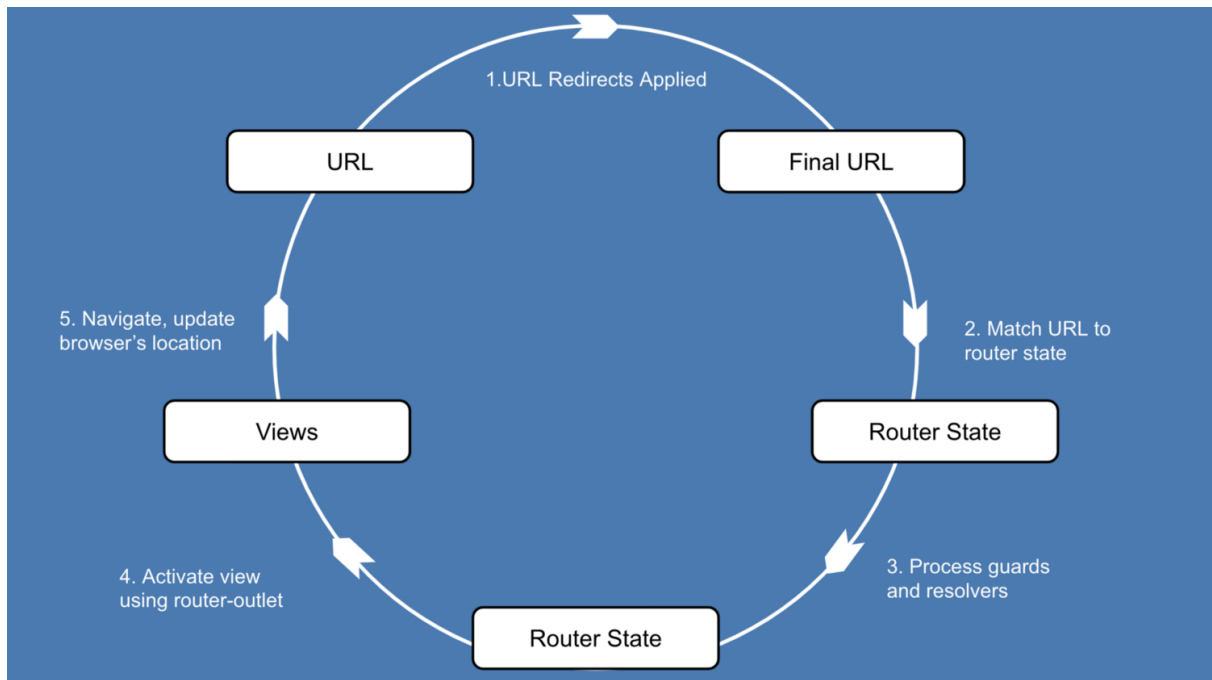 1.URL Redirects Applied
URL
Final URL
5. Navigate, update
browser's location
2. Match URL to
router state
Views
Router State
4. Activate view
using router-outlet
3. Process guards
and resolvers
Router State